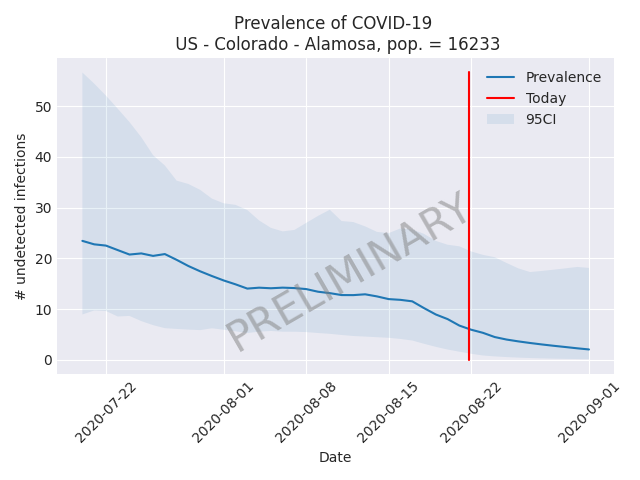 Prevalence of COVID-19
US - Colorado - Alamosa, pop. = 16233
# undetected infections
50
40
30
20
10
0
Prevalence
Today
95CI
PRELIMINARY
2020-07-22
2020-08-01
2020-08-08
2020-08-15
2020-08-22
2020-09-01
Date